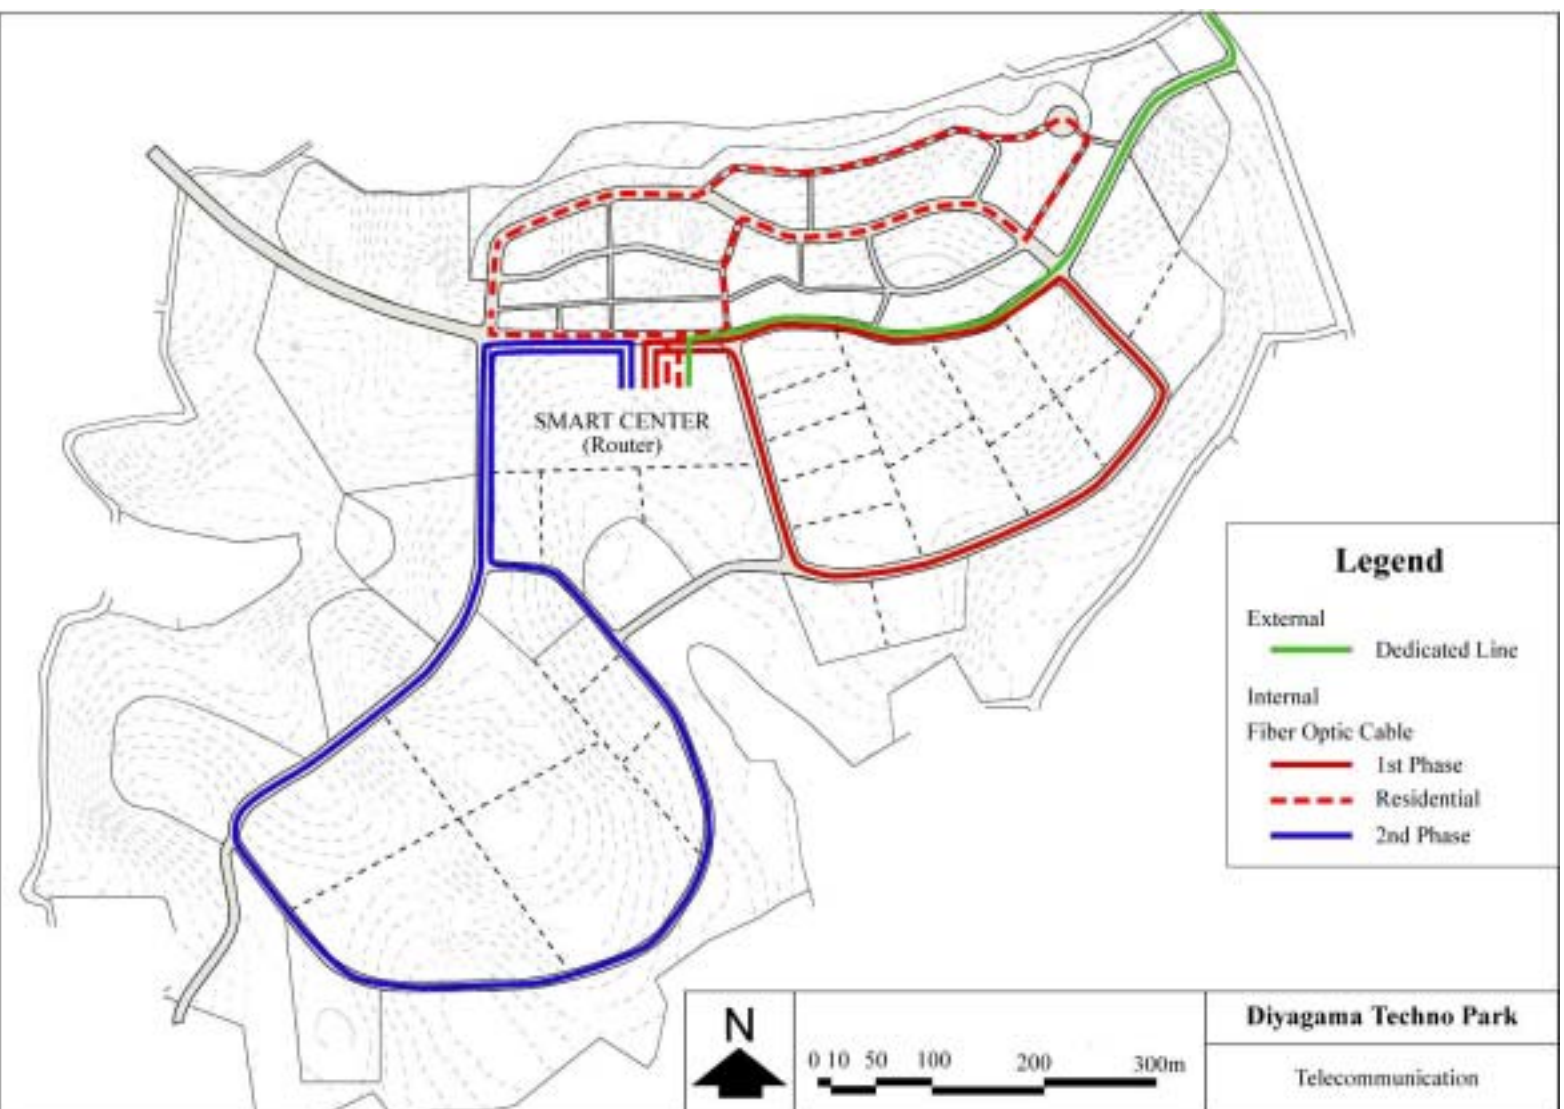 SMART CENTER
(Router)
Legend
External
Dedicated Line
Internal
Fiber Optic Cable
1st Phase
Residential
2nd Phase
N
0 10 50 100 200 300m
Diyagama Techno Park
Telecommunication